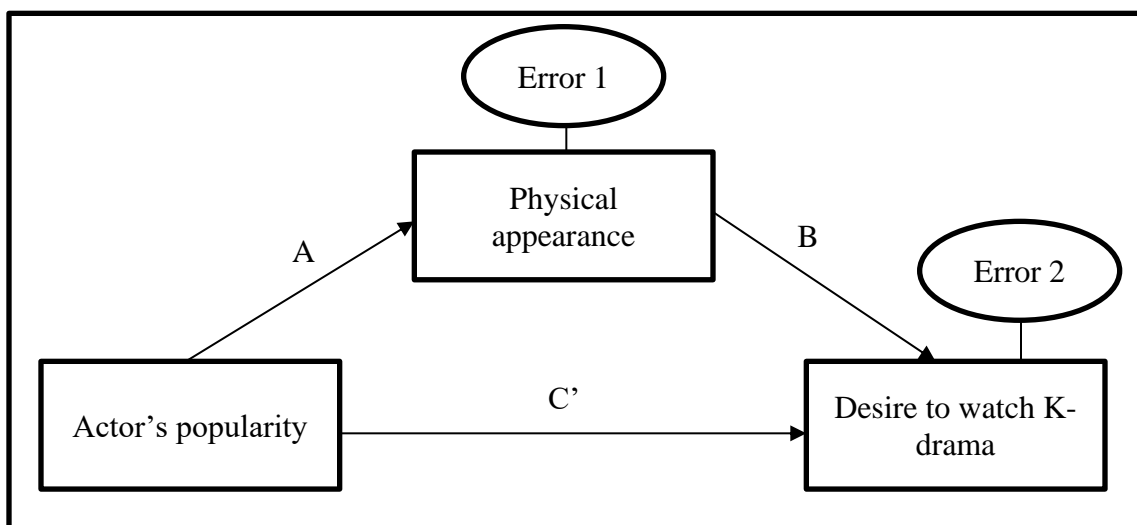 Error 1
Physical
appearance
A
B
Error 2
Actor’s popularity
C’
Desire to watch K-
drama